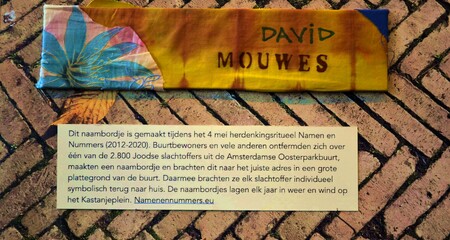 DAVID
MOUWES
Dit naambordje is gemaakt tijdens het 4 mei herdenkingsritueel Namen en
Nummers (2012-2020). Buurtbewoners en vele anderen ontfermden zich over
één van de 2.800 Joodse slachtoffers uit de Amsterdamse Oosterparkbuurt,
maakten een naambordje en brachten dit naar het juiste adres in een grote
plattegrond van de buurt. Daarmee brachten ze elk slachtoffer individueel
symbolisch terug naar huis. De naambordjes lagen elk jaar in weer en wind op
het Kastanjeplein. Namenennummers.eu